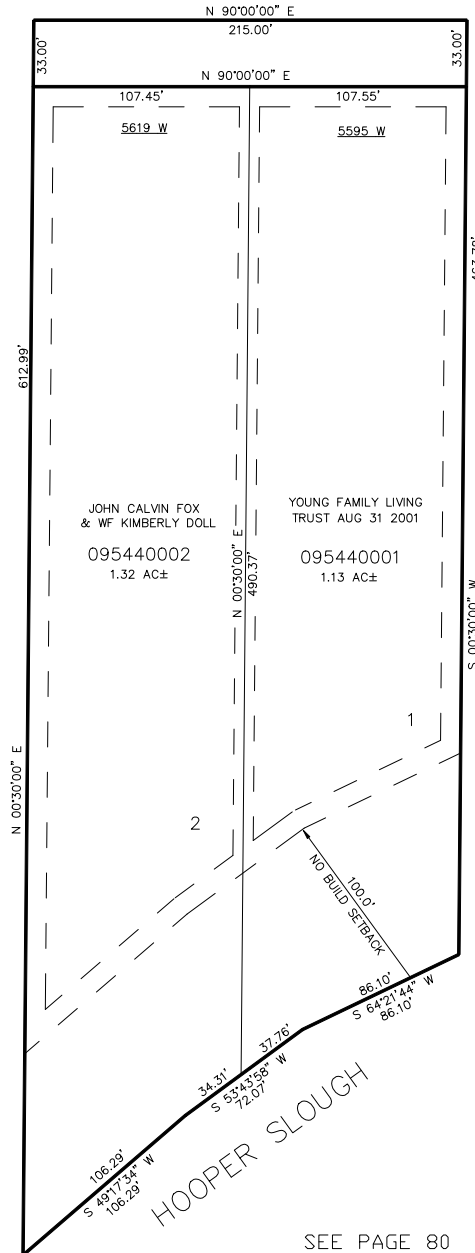 N 90°00'00" E
215.00'
33.00'
33.00'
N 90°00'00" E
107.45'
107.55'
5619 W
5595 W
612.99'
JOHN CALVIN FOX
& WF KIMBERLY DOLL
095440002
1.32 AC±
N 00°30'00" E
490.37'
YOUNG FAMILY LIVING
TRUST AUG 31 2001
095440001
1.13 AC±
S 00°30'00" W
N 00°30'00" E
1
2
100.0'
NO BUILD SETBACK
86.10'
S 64°21'44" W
86.10'
37.76'
34.31'
S 53°43'58" W
72.07'
106.29'
S 49°17'34" W
106.29'
HOOPER SLOUGH
SEE PAGE 80